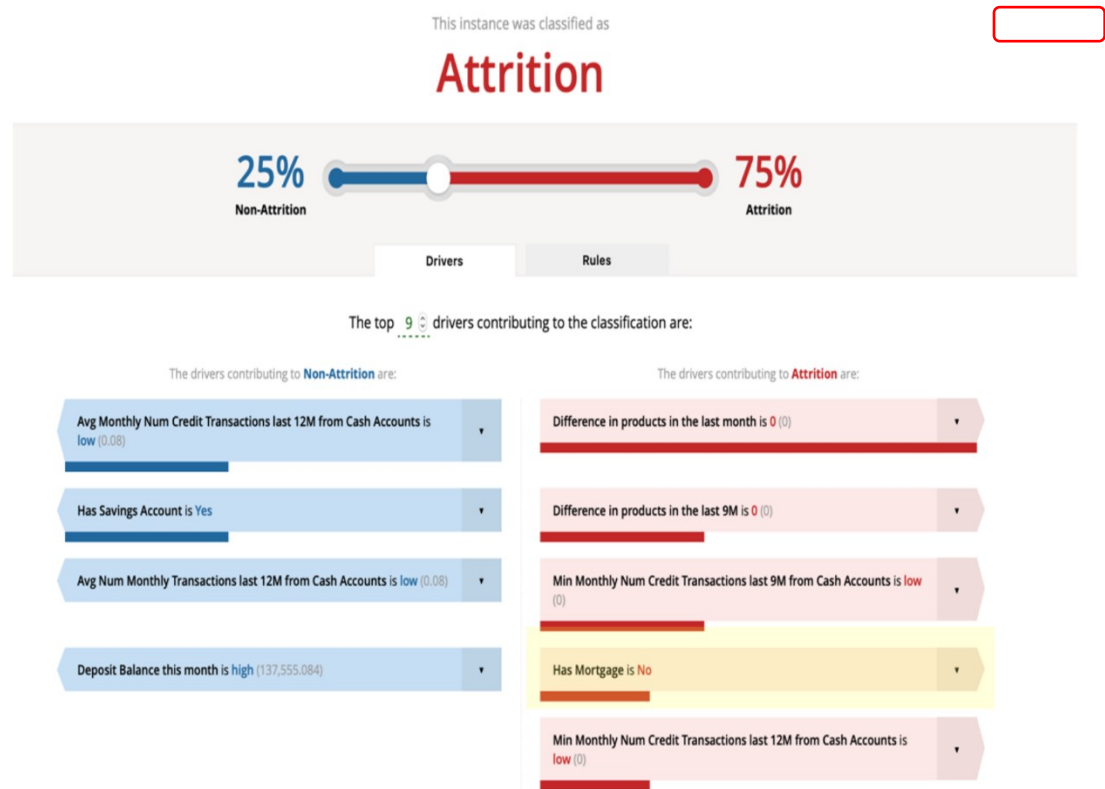 This instance was classified as
Attrition
25%
Non-Attrition
75%
Attrition
Drivers
Rules
The top 9 drivers contributing to the classification are:
The drivers contributing to Non-Attrition are:
Avg Monthly Num Credit Transactions last 12M from Cash Accounts is
low (0.08)
Has Savings Account is Yes
Avg Num Monthly Transactions last 12M from Cash Accounts is low (0.08)
Deposit Balance this month is high (137,555.084)
The drivers contributing to Attrition are:
Difference in products in the last month is 0 (0)
Difference in products in the last 9M is 0 (0)
Min Monthly Num Credit Transactions last 9M from Cash Accounts is low
(0)
Has Mortgage is No
Min Monthly Num Credit Transactions last 12M from Cash Accounts is
low (0)